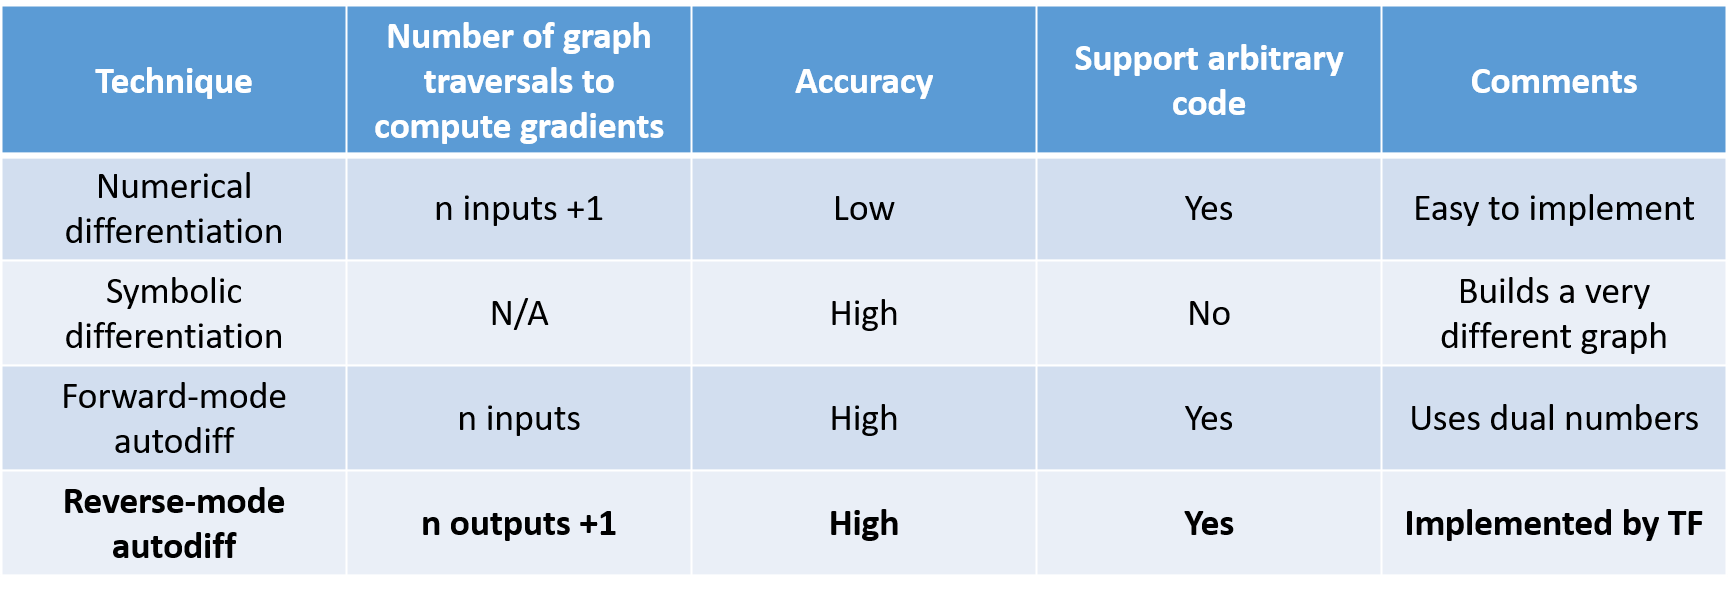 Technique
Number of graph
traversals to
compute gradients
Accuracy
Support arbitrary
code
Comments
Numerical
differentiation
n inputs +1
Low
Yes
Easy to implement
Symbolic
differentiation
N/A
High
No
Builds a very
different graph
Forward-mode
autodiff
n inputs
High
Yes
Uses dual numbers
Reverse-mode
autodiff
n outputs +1
High
Yes
Implemented by TF